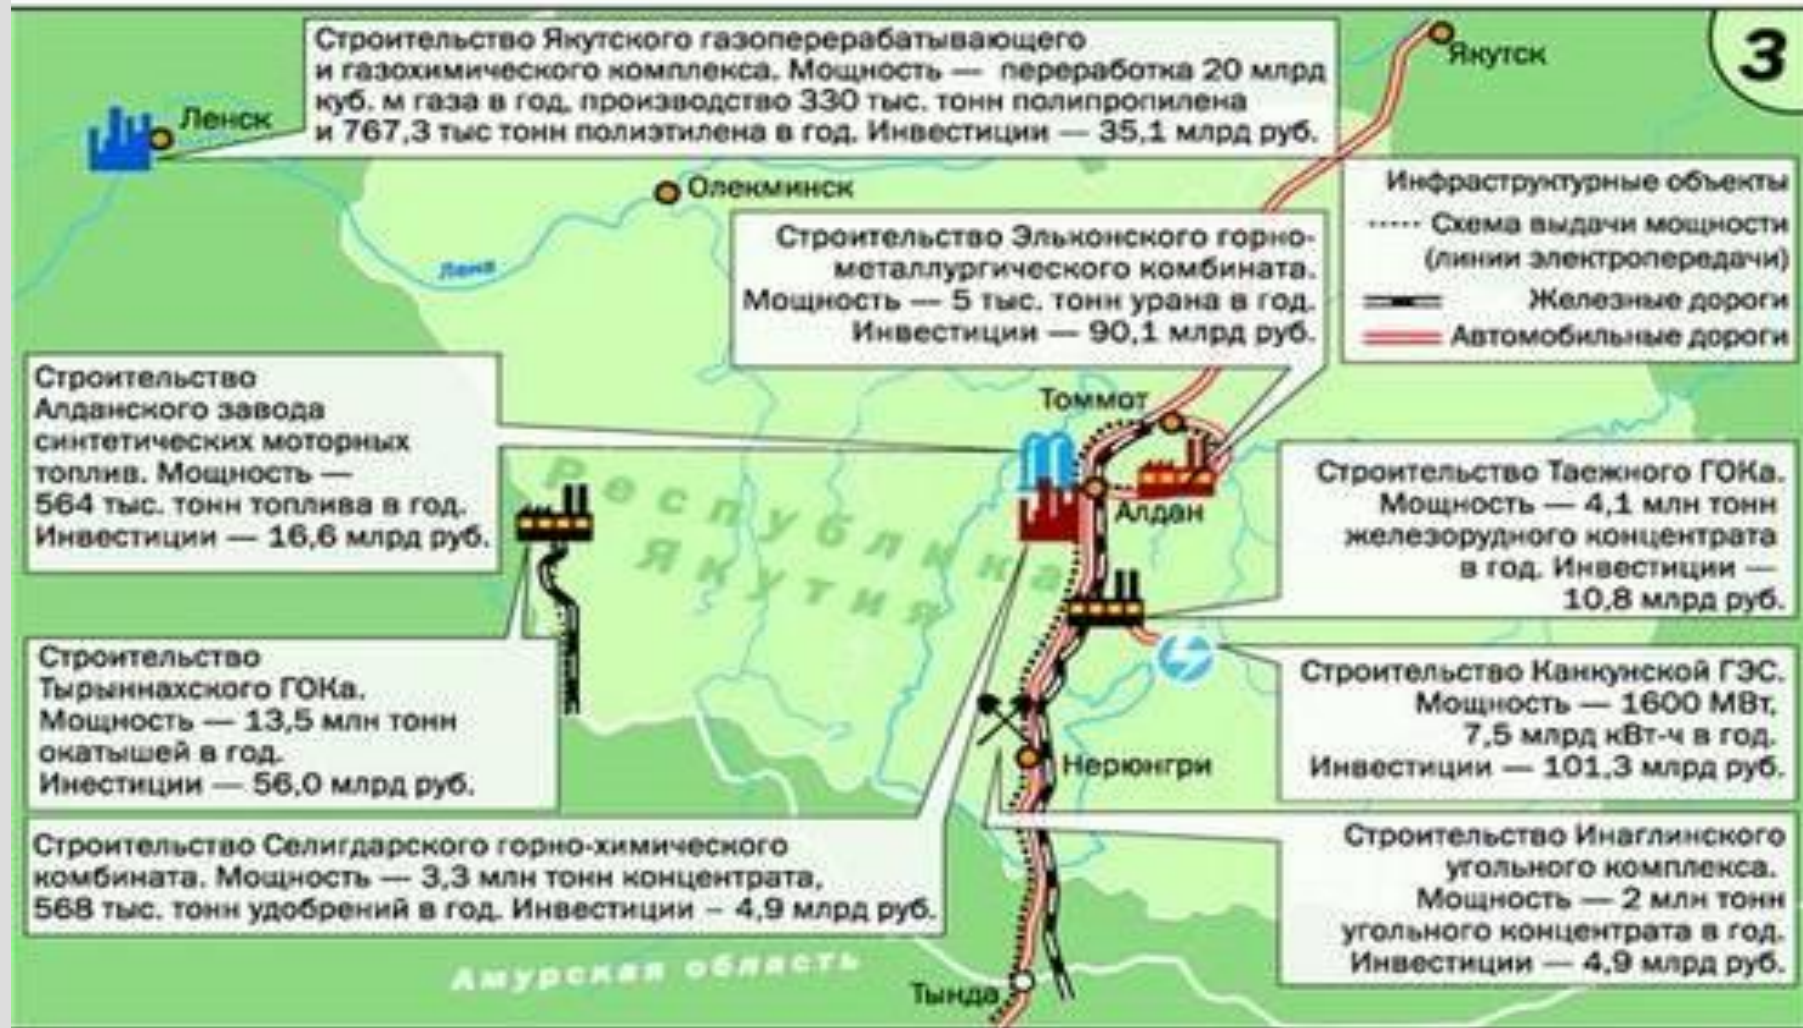 Строительство Якутского газоперерабатывающего
и газохимического комплекса. Мощность — переработка 20 млрд
куб. м газа в год, производство 330 тыс. тонн полипропилена
и 767,3 тыс тонн полиэтилена в год. Инвестиции — 35,1 млрд руб.
Якутск
3
Ленск
Олекминск
Лена
Инфраструктурные объекты
Схема выдачи мощности
(линии электропередачи)
Железные дороги
Автомобильные дороги
Строительство Эльконского горно-
металлургического комбината.
Мощность — 5 тыс. тонн урана в год.
Инвестиции — 90,1 млрд руб.
Строительство
Алданского завода
синтетических моторных
топлив. Мощность —
564 тыс. тонн топлива в год.
Инвестиции — 16,6 млрд руб.
Томмот
Алдан
Республика
Якутия
Строительство Таежного ГОКа.
Мощность — 4,1 млн тонн
железорудного концентрата
в год. Инвестиции —
10,8 млрд руб.
Строительство
Тырыннахского ГОКа.
Мощность — 13,5 млн тонн
окатышей в год.
Инестиции — 56,0 млрд руб.
Строительство Канкунской ГЭС.
Мощность — 1600 МВт,
7,5 млрд кВт-ч в год.
Инвестиции — 101,3 млрд руб.
Нерюнгри
Строительство Селигдарского горно-химического
комбината. Мощность — 3,3 млн тонн концентрата,
568 тыс. тонн удобрений в год. Инвестиции – 4,9 млрд руб.
Строительство Инаглинского
угольного комплекса.
Мощность — 2 млн тонн
угольного концентрата в год.
Инвестиции — 4,9 млрд руб.
Амурская область
Тында